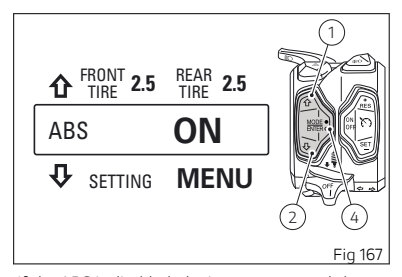 FRONT TIRE 2.5 REAR TIRE 2.5
ABS ON
SETTING MENU
1
RES
MODE
ENTER
ON
OFF
SET
OFF
2
4
Fig 167